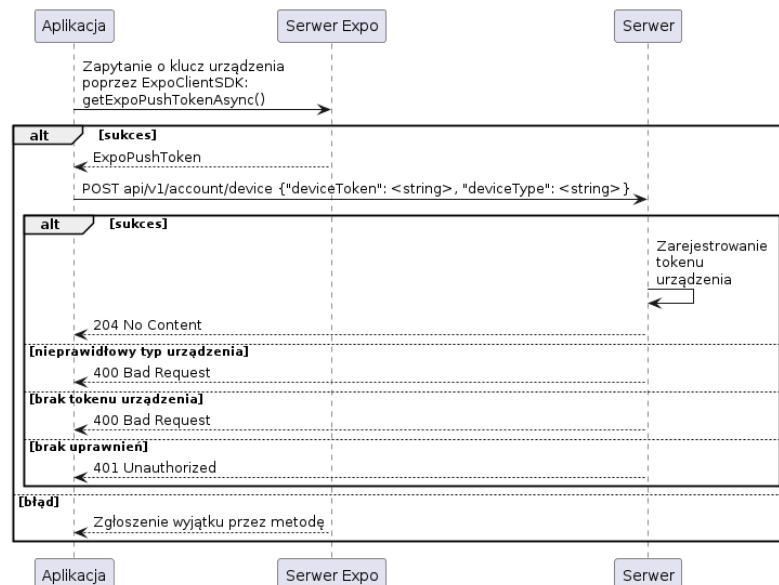 Aplikacja
Serwer Expo
Serwer
Zapytanie o klucz urządzenia
poprzez ExpoClientSDK:
getExpoPushTokenAsync()
alt
[sukces]
ExpoPushToken
POST api/v1/account/device {"deviceToken": <string>, "deviceType": <string>}
alt
[sukces]
Zarejestrowanie
tokenu
urządzenia
204 No Content
[nieprawidłowy typ urządzenia]
400 Bad Request
[brak tokenu urządzenia]
400 Bad Request
[brak uprawnień]
401 Unauthorized
[błąd]
Zgłoszenie wyjątku przez metodę
Aplikacja
Serwer Expo
Serwer